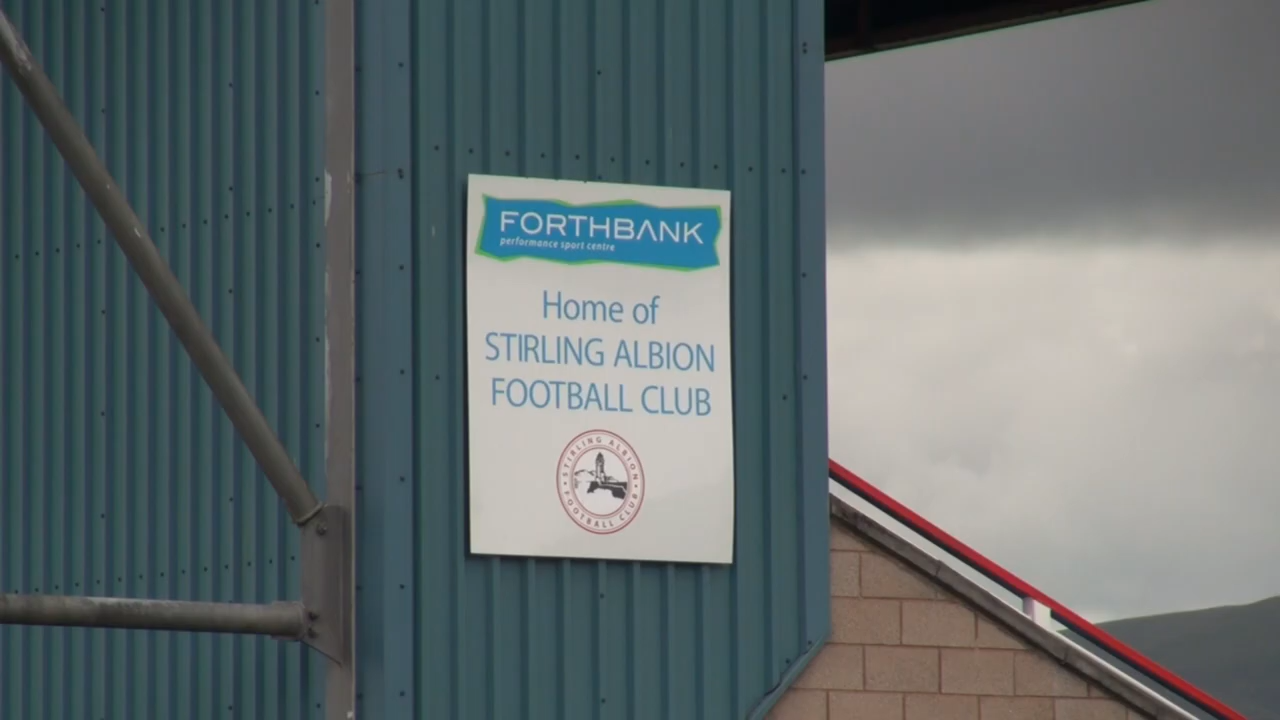 FORTHBANK
performance sport centre
Home of
STIRLING ALBION
FOOTBALL CLUB
STIRLING ALBION
FOOTBALL CLUB